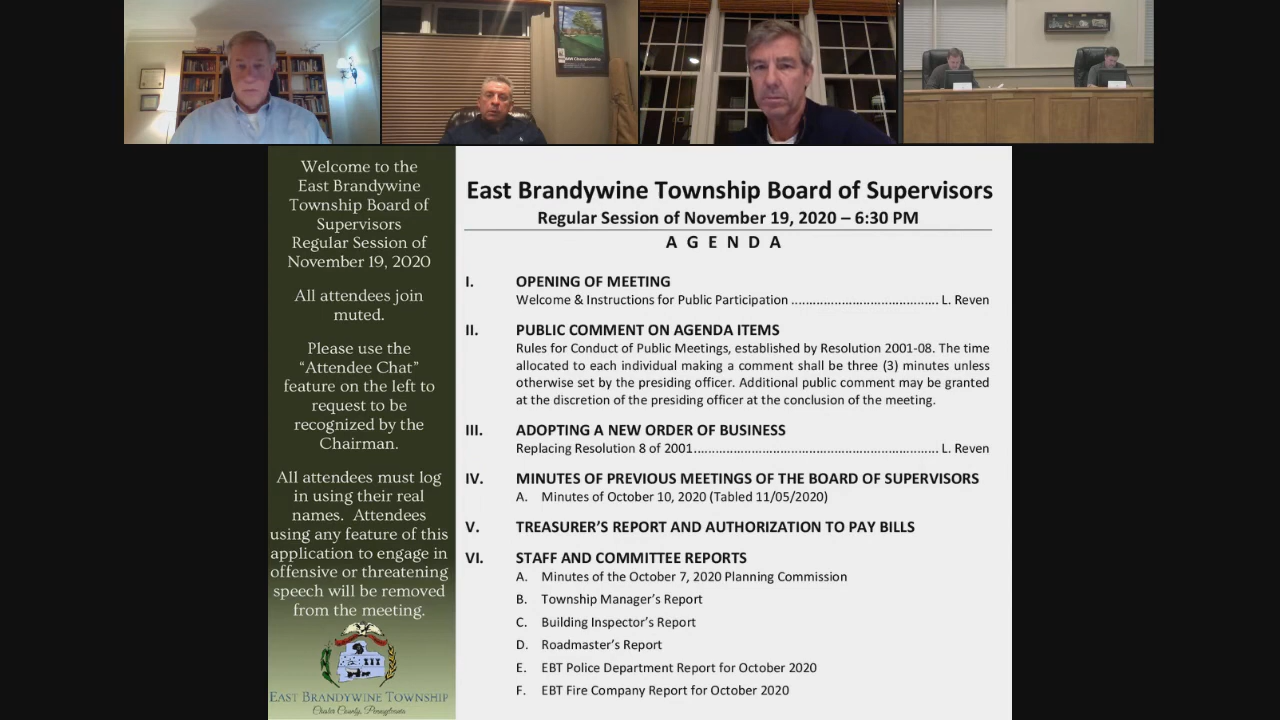 Welcome to the
East Brandywine
Township Board of
Supervisors
Regular Session of
November 19, 2020
All attendees join
muted.
Please use the
“Attendee Chat”
feature on the left to
request to be
recognized by the
Chairman.
All attendees must log
in using their real
names. Attendees
using any feature of this
application to engage in
offensive or threatening
speech will be removed
from the meeting.
EAST BRANDYWINE TOWNSHIP
Chester County, Pennsylvania
East Brandywine Township Board of Supervisors
Regular Session of November 19, 2020 – 6:30 PM
A G E N D A
I. OPENING OF MEETING
Welcome & Instructions for Public Participation ........................................ L. Reven
II. PUBLIC COMMENT ON AGENDA ITEMS
Rules for Conduct of Public Meetings, established by Resolution 2001-08. The time
allocated to each individual making a comment shall be three (3) minutes unless
otherwise set by the presiding officer. Additional public comment may be granted
at the discretion of the presiding officer at the conclusion of the meeting.
III. ADOPTING A NEW ORDER OF BUSINESS
Replacing Resolution 8 of 2001.................................................................. L. Reven
IV. MINUTES OF PREVIOUS MEETINGS OF THE BOARD OF SUPERVISORS
A. Minutes of October 10, 2020 (Tabled 11/05/2020)
V. TREASURER’S REPORT AND AUTHORIZATION TO PAY BILLS
VI. STAFF AND COMMITTEE REPORTS
A. Minutes of the October 7, 2020 Planning Commission
B. Township Manager’s Report
C. Building Inspector’s Report
D. Roadmaster’s Report
E. EBT Police Department Report for October 2020
F. EBT Fire Company Report for October 2020